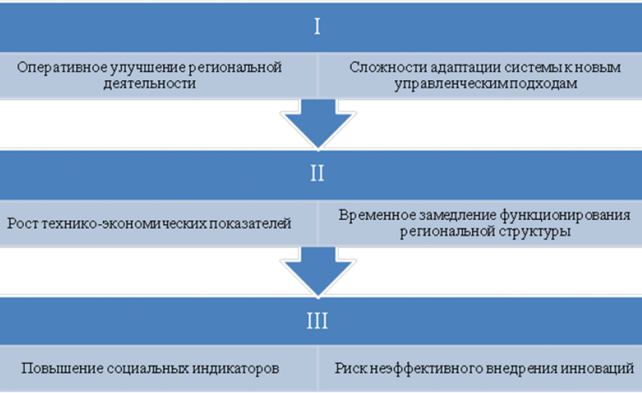 I
Оперативное улучшение региональной
деятельности
Сложности адаптации системы к новым
управленческим подходам
II
Рост технико-экономических показателей
Временное замедление функционирования
региональной структуры
III
Повышение социальных индикаторов
Риск неэффективного внедрения инноваций